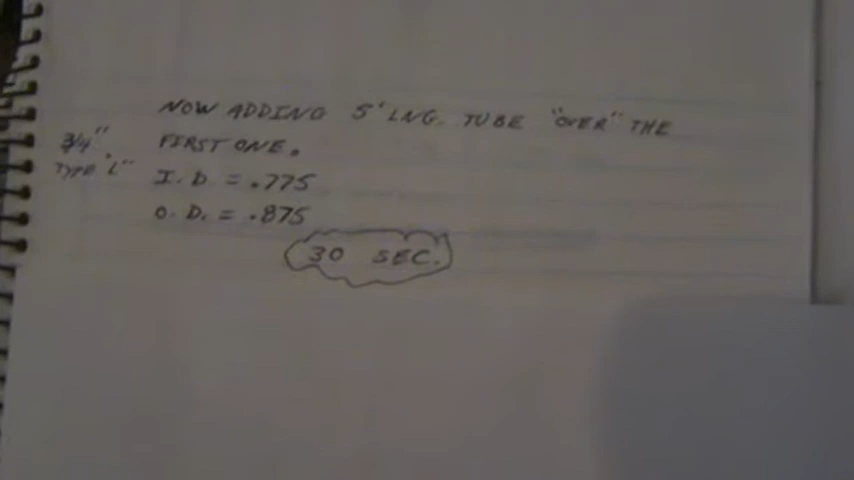 NOW ADDING 5' LNG. TUBE "OVER" THE
3/4" FIRST ONE.
TYPE "L" I.D. = .775
O.D. = .875
30 SEC.